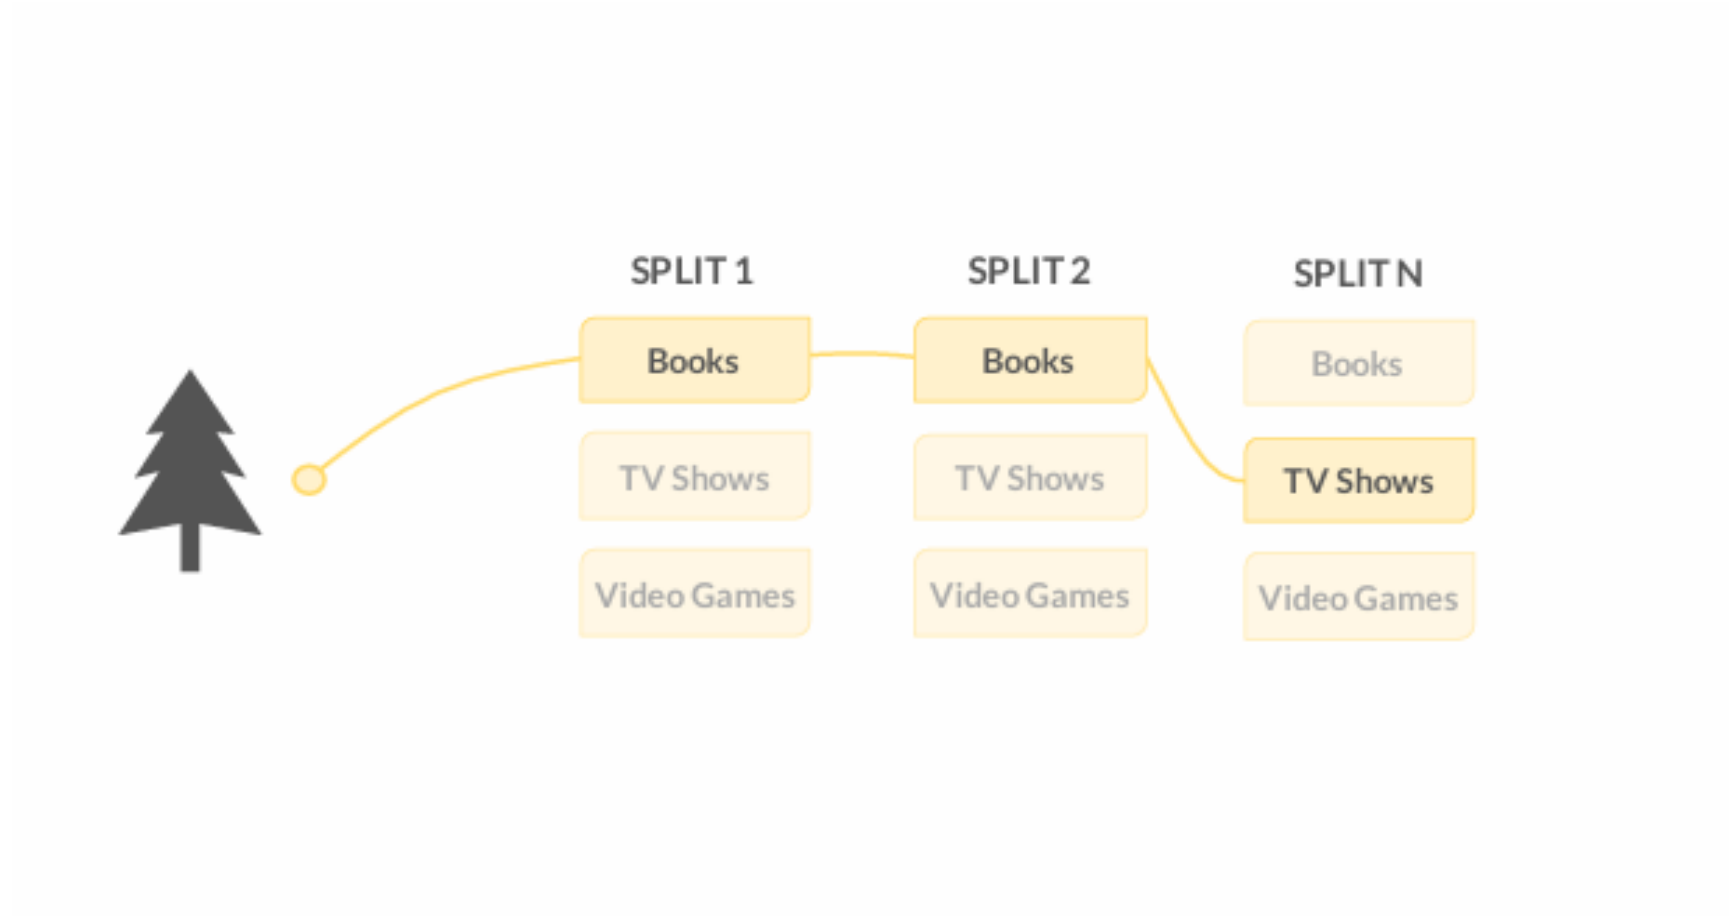 SPLIT 1
SPLIT 2
SPLIT N
Books
Books
Books
TV Shows
TV Shows
TV Shows
Video Games
Video Games
Video Games